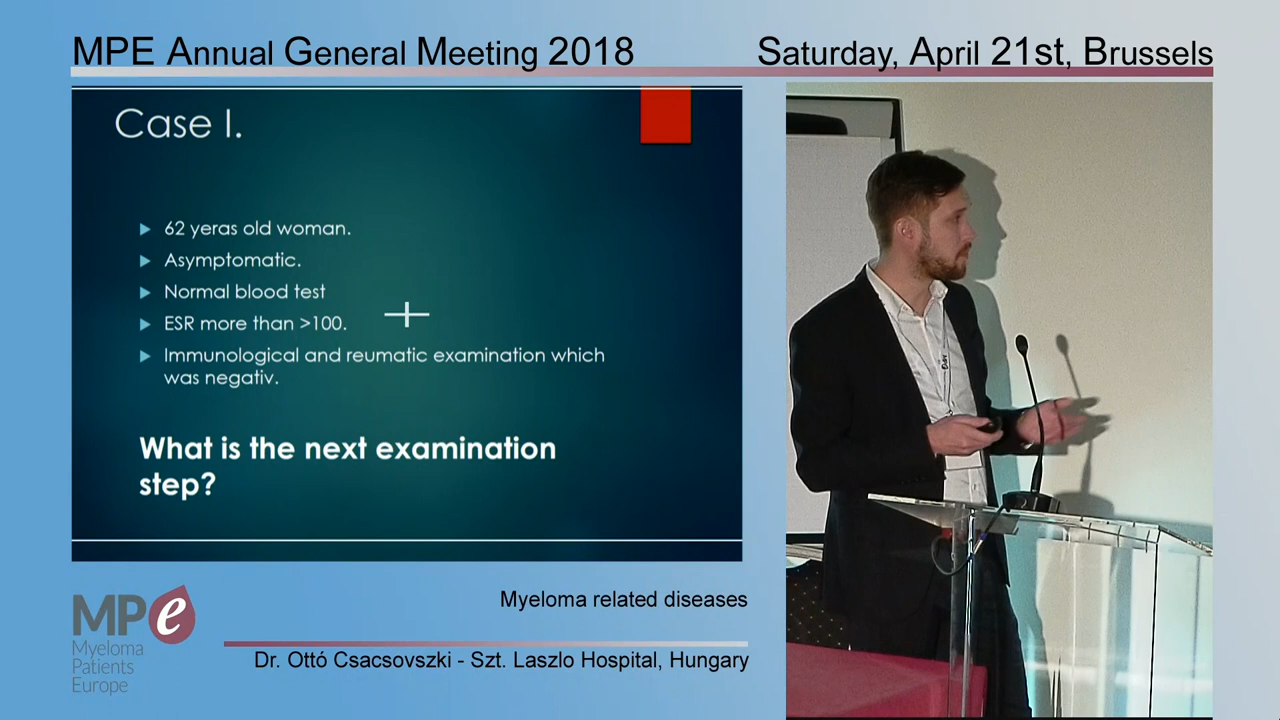 MPE Annual General Meeting 2018
Saturday, April 21st, Brussels
Case I.
62 yeras old woman.
Asymptomatic.
Normal blood test
ESR more than >100.
Immunological and reumatic examination which
was negativ.
What is the next examination
step?
MPe
Myeloma
Patients
Europe
Myeloma related diseases
Dr. Ottó Csacsovszki - Szt. Laszlo Hospital, Hungary